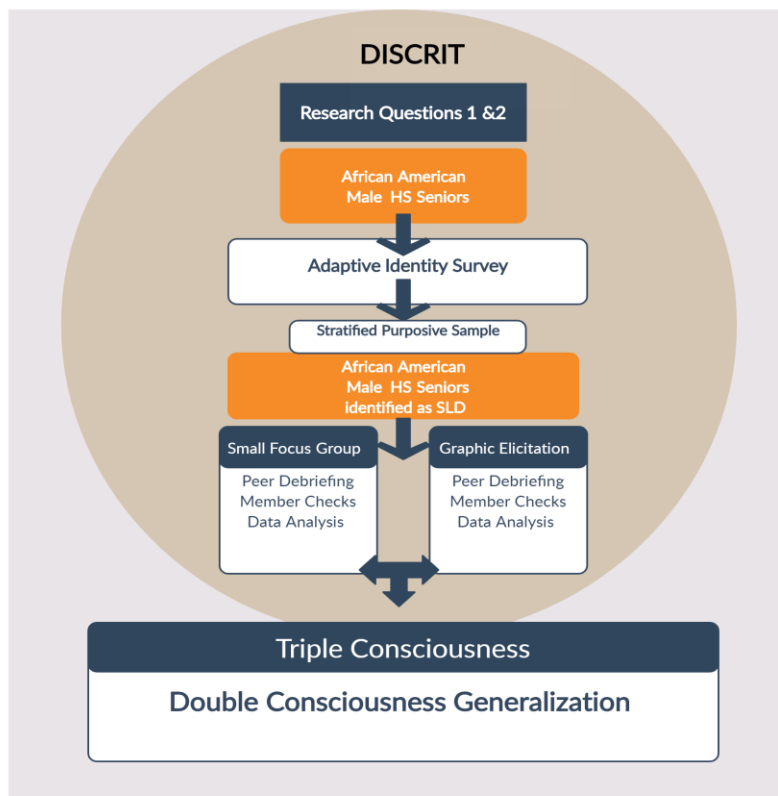 DISCRIT
Research Questions 1 &2
African American
Male HS Seniors
Adaptive Identity Survey
Stratified Purposive Sample
African American
Male HS Seniors
identified as SLD
Small Focus Group
Peer Debriefing
Member Checks
Data Analysis
Graphic Elicitation
Peer Debriefing
Member Checks
Data Analysis
Triple Consciousness
Double Consciousness Generalization